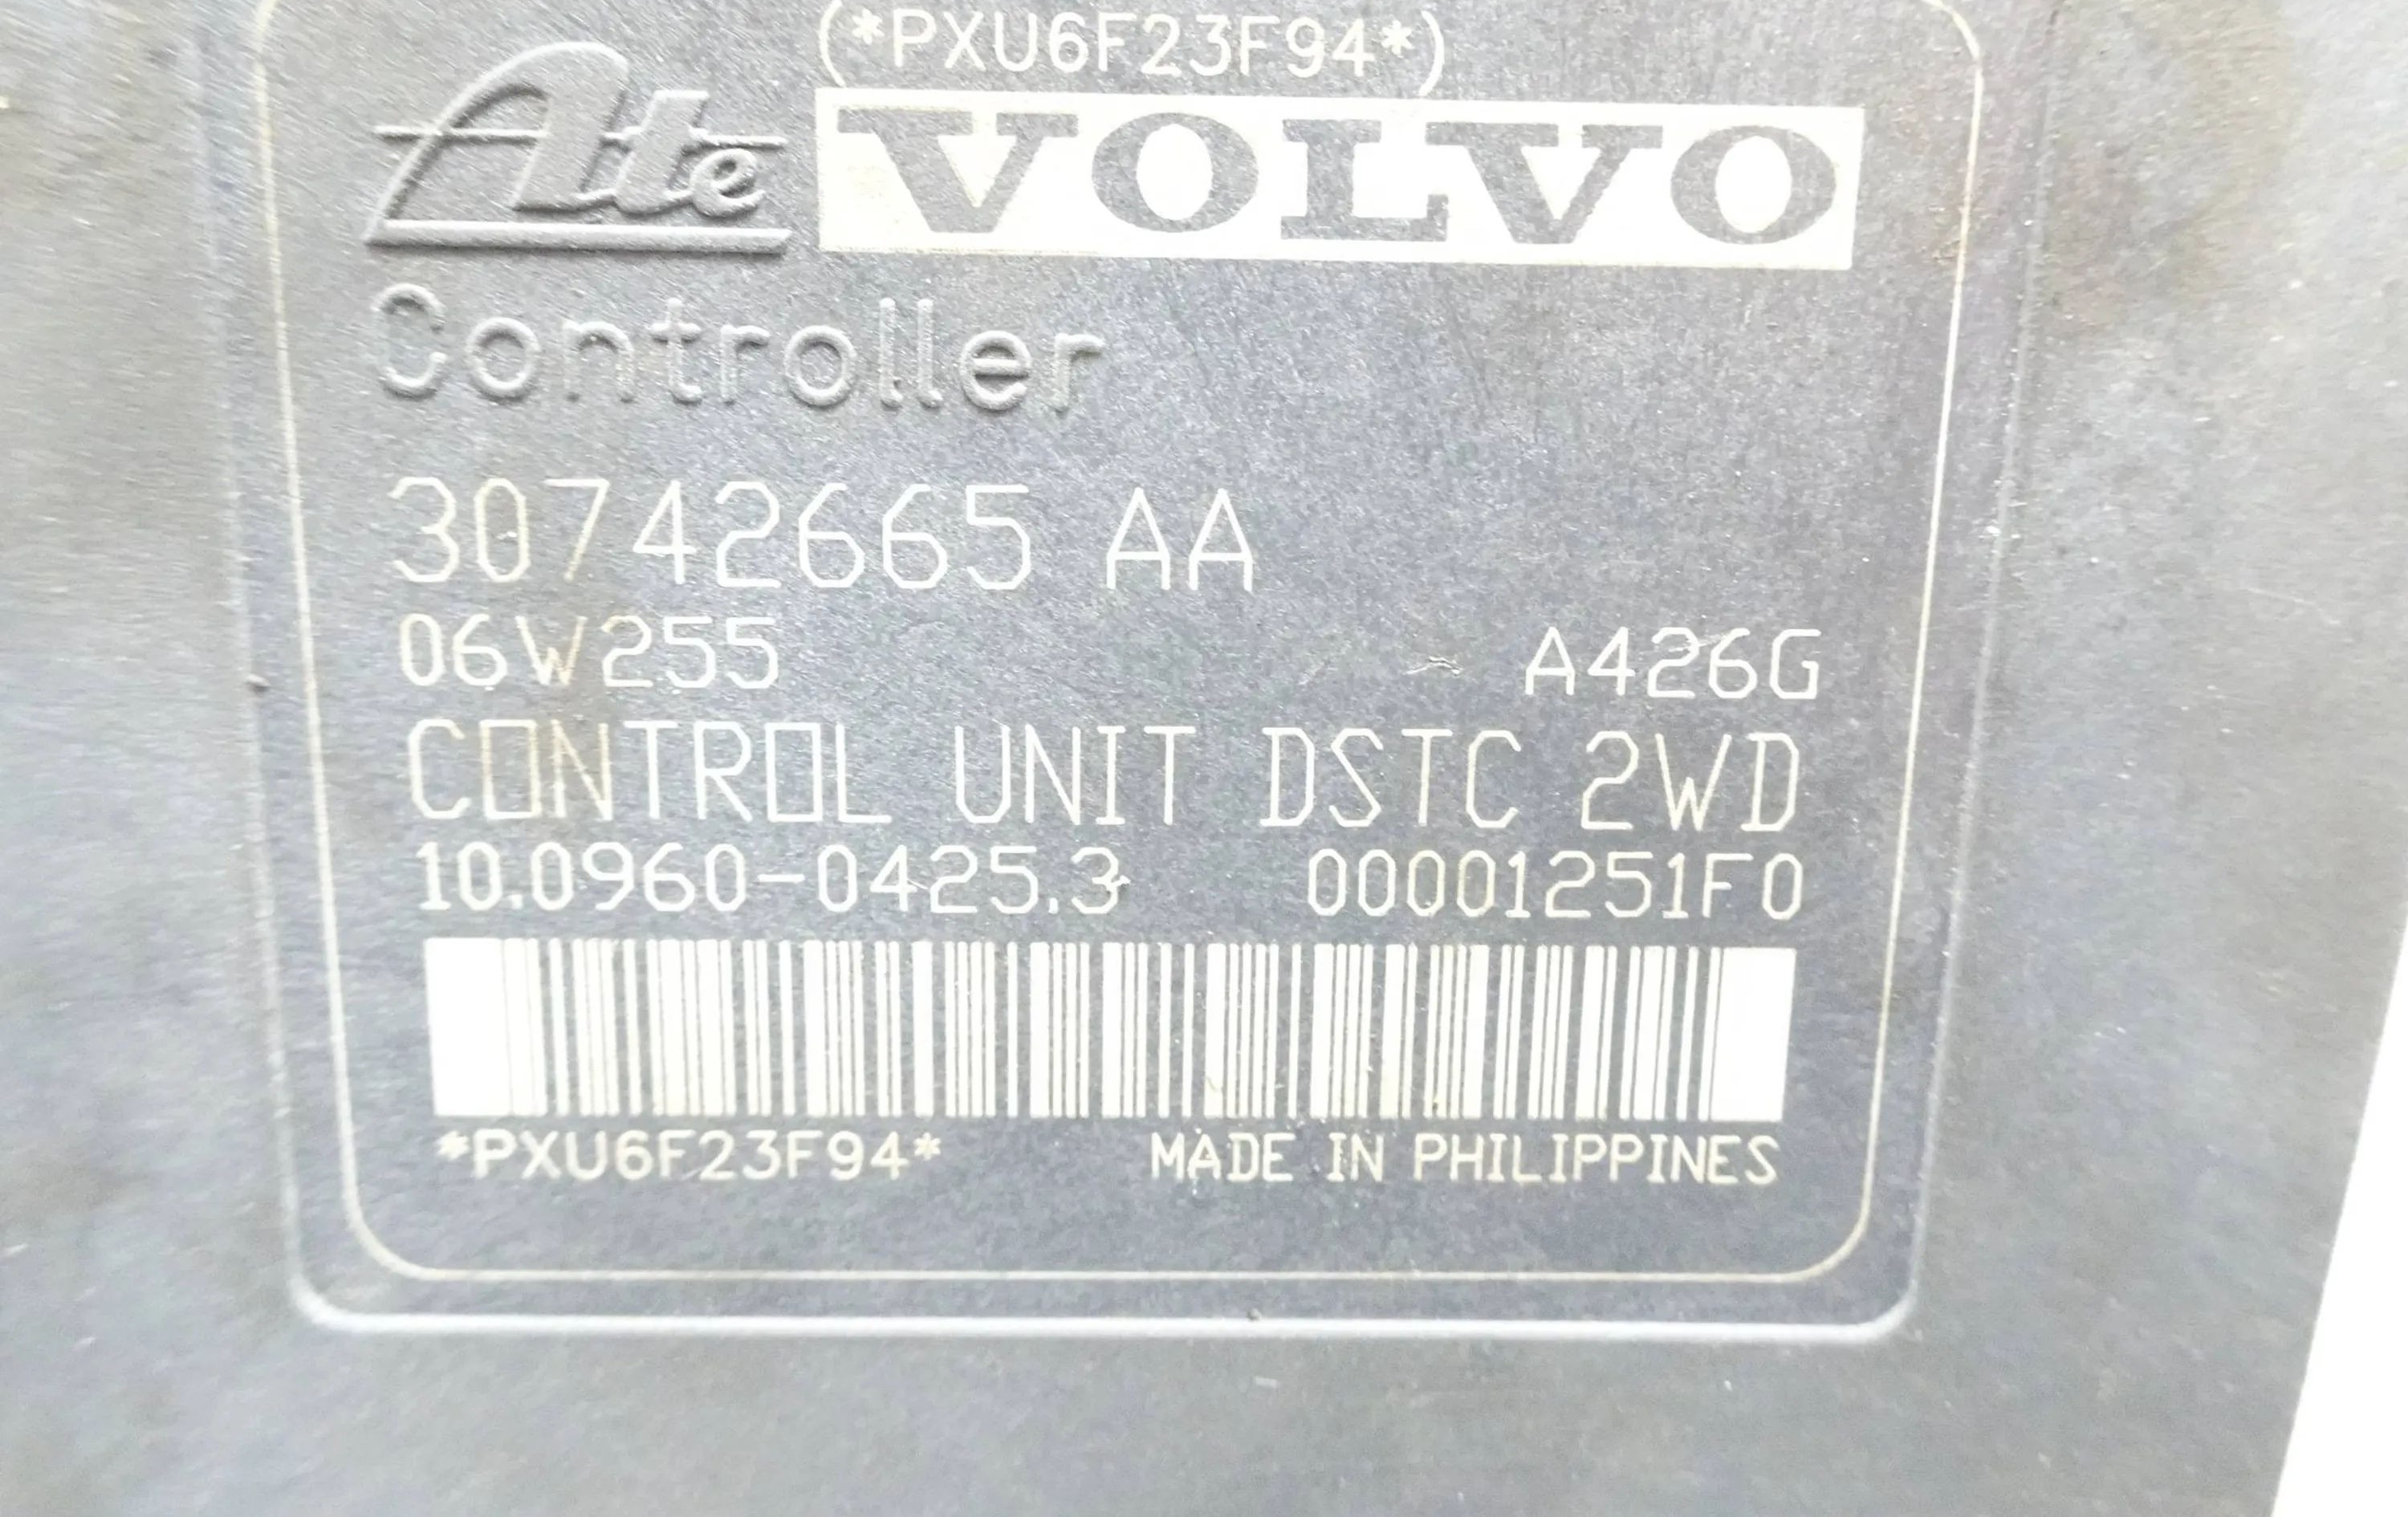 (*PXU6F23F94*)
Ate VOLVO
Controller
30742665 AA
06W255 A426G
CONTROL UNIT DSTC 2WD
10.0960-0425.3 00001251F0
*PXU6F23F94* MADE IN PHILIPPINES